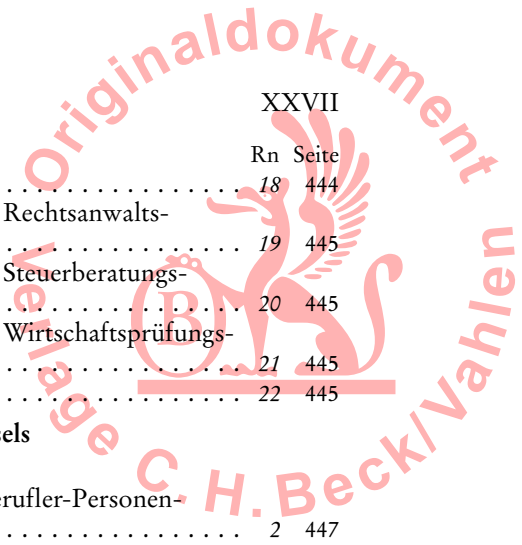 XXVII
Rn Seite
. . . . . . . . . . . . . . . . 18 444
Rechtsanwalts-
. . . . . . . . . . . . . . . . 19 445
Steuerberatungs-
. . . . . . . . . . . . . . . . 20 445
Wirtschaftsprüfungs-
. . . . . . . . . . . . . . . . 21 445
. . . . . . . . . . . . . . . . 22 445
sels
erufler-Personen-
. . . . . . . . . . . . . . . . 2 447
Originaldokument
Verlage C. H. Beck/Vahlen
B